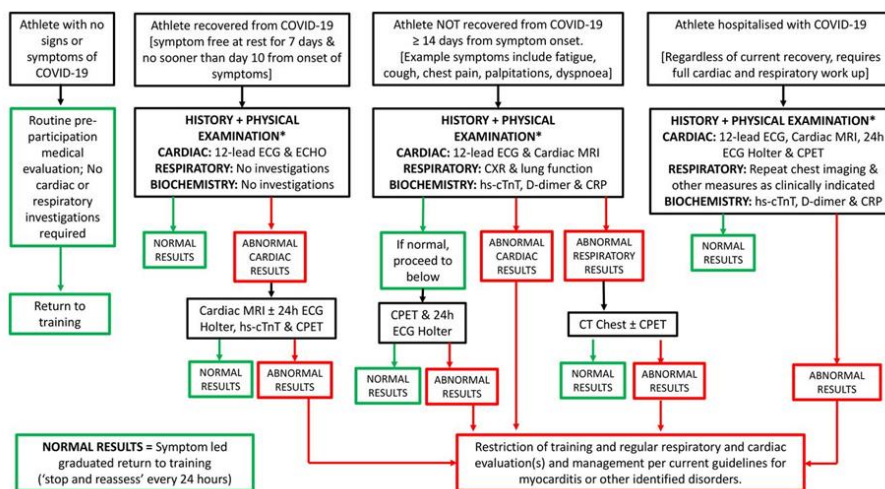 Athlete with no
signs or
symptoms of
COVID-19
Athlete recovered from COVID-19
[symptom free at rest for 7 days &
no sooner than day 10 from onset of
symptoms]
Athlete NOT recovered from COVID-19
≥ 14 days from symptom onset.
[Example symptoms include fatigue,
cough, chest pain, palpitations, dyspnoea]
Athlete hospitalised with COVID-19
[Regardless of current recovery, requires
full cardiac and respiratory work up]
Routine pre-
participation
medical
evaluation; No
cardiac or
respiratory
investigations
required
HISTORY + PHYSICAL
EXAMINATION*
CARDIAC: 12-lead ECG & ECHO
RESPIRATORY: No investigations
BIOCHEMISTRY: No investigations
HISTORY + PHYSICAL
EXAMINATION*
CARDIAC: 12-lead ECG & Cardiac MRI
RESPIRATORY: CXR & lung function
BIOCHEMISTRY: hs-cTnT, D-dimer & CRP
HISTORY + PHYSICAL EXAMINATION*
CARDIAC: 12-lead ECG, Cardiac MRI, 24h
ECG Holter & CPET
RESPIRATORY: Repeat chest imaging &
other measures as clinically indicated
BIOCHEMISTRY: hs-cTnT, D-dimer & CRP
NORMAL
RESULTS
ABNORMAL
CARDIAC
RESULTS
If normal,
proceed to
below
ABNORMAL
CARDIAC
RESULTS
ABNORMAL
RESPIRATORY
RESULTS
NORMAL
RESULTS
Return to
training
Cardiac MRI ± 24h ECG
Holter, hs-cTnT & CPET
CPET & 24h
ECG Holter
CT Chest ± CPET
NORMAL
RESULTS
ABNORMAL
RESULTS
NORMAL
RESULTS
ABNORMAL
RESULTS
NORMAL
RESULTS
ABNORMAL
RESULTS
ABNORMAL
RESULTS
NORMAL RESULTS = Symptom led
graduated return to training
('stop and reassess' every 24 hours)
Restriction of training and regular respiratory and cardiac
evaluation(s) and management per current guidelines for
myocarditis or other identified disorders.